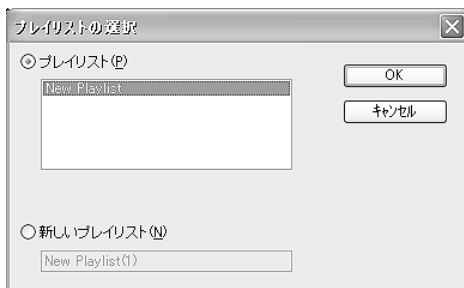 プレイリストの選択
プレイリスト(P)
New Playlist
OK
キャンセル
新しいプレイリスト(N)
New Playlist(1)